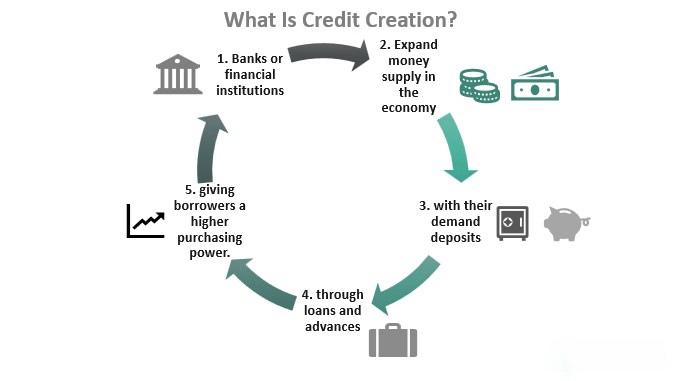 What Is Credit Creation?
1. Banks or
financial
institutions
2. Expand
money
supply in
the
economy
3. with their
demand
deposits
4. through
loans and
advances
5. giving
borrowers a
higher
purchasing
power.